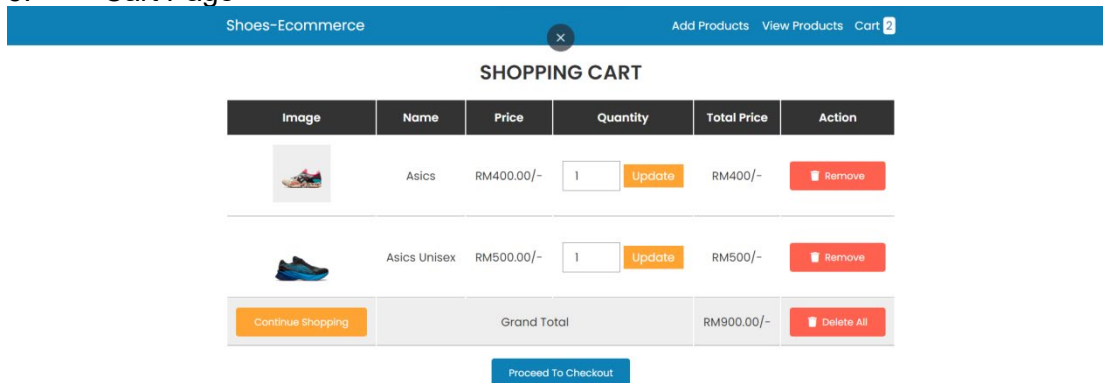 Shoes-Ecommerce Add Products View Products Cart 2
SHOPPING CART
Image Name Price Quantity Total Price Action
Asics RM400.00/- 1 Update RM400/- Remove
Asics Unisex RM500.00/- 1 Update RM500/- Remove
Continue Shopping Grand Total RM900.00/- Delete All
Proceed To Checkout